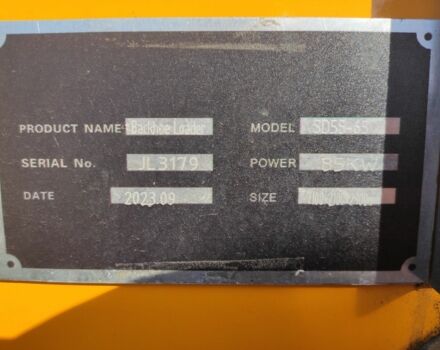 PRODUCT NAME Backhoe Loader MODEL
SERIAL No. JL3179 POWER 85KW
DATE 2023.09 SIZE